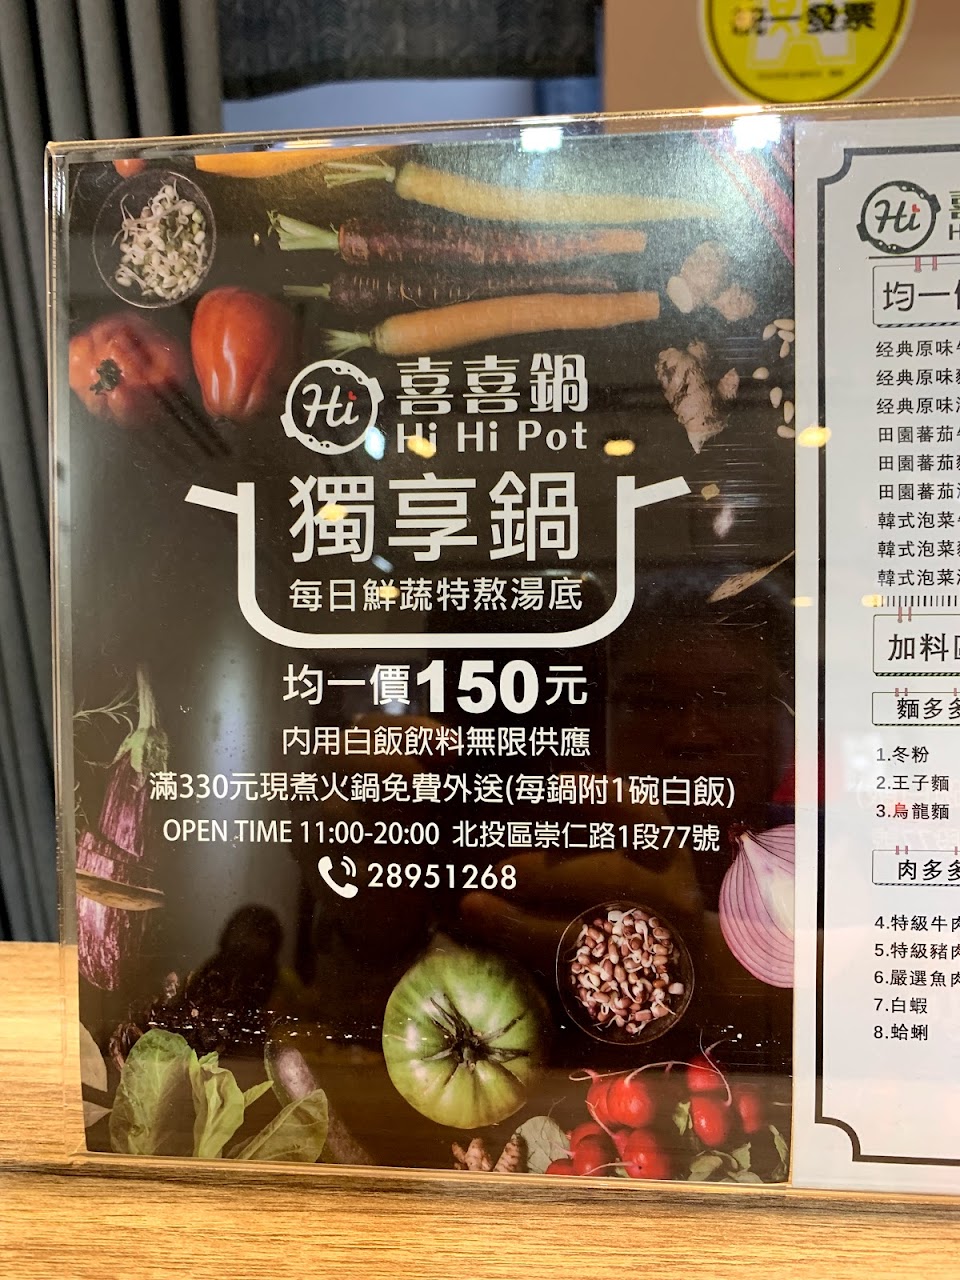 統一發票
Hi
喜喜鍋
Hi Hi Pot
獨享鍋
每日鮮蔬特熬湯底
均一價150元
內用白飯飲料無限供應
滿330元現煮火鍋免費外送(每鍋附1碗白飯)
OPEN TIME 11:00-20:00 北投區崇仁路1段77號
28951268
Hi
均一
经典原味
经典原味
经典原味
田園蕃茄
田園蕃茄
田園蕃茄
韓式泡菜
韓式泡菜
韓式泡菜
加料
麵多
1.冬粉
2.王子麵
3.烏龍麵
肉多
4.特級牛肉
5.特級豬肉
6.嚴選魚肉
7.白蝦
8.蛤蜊